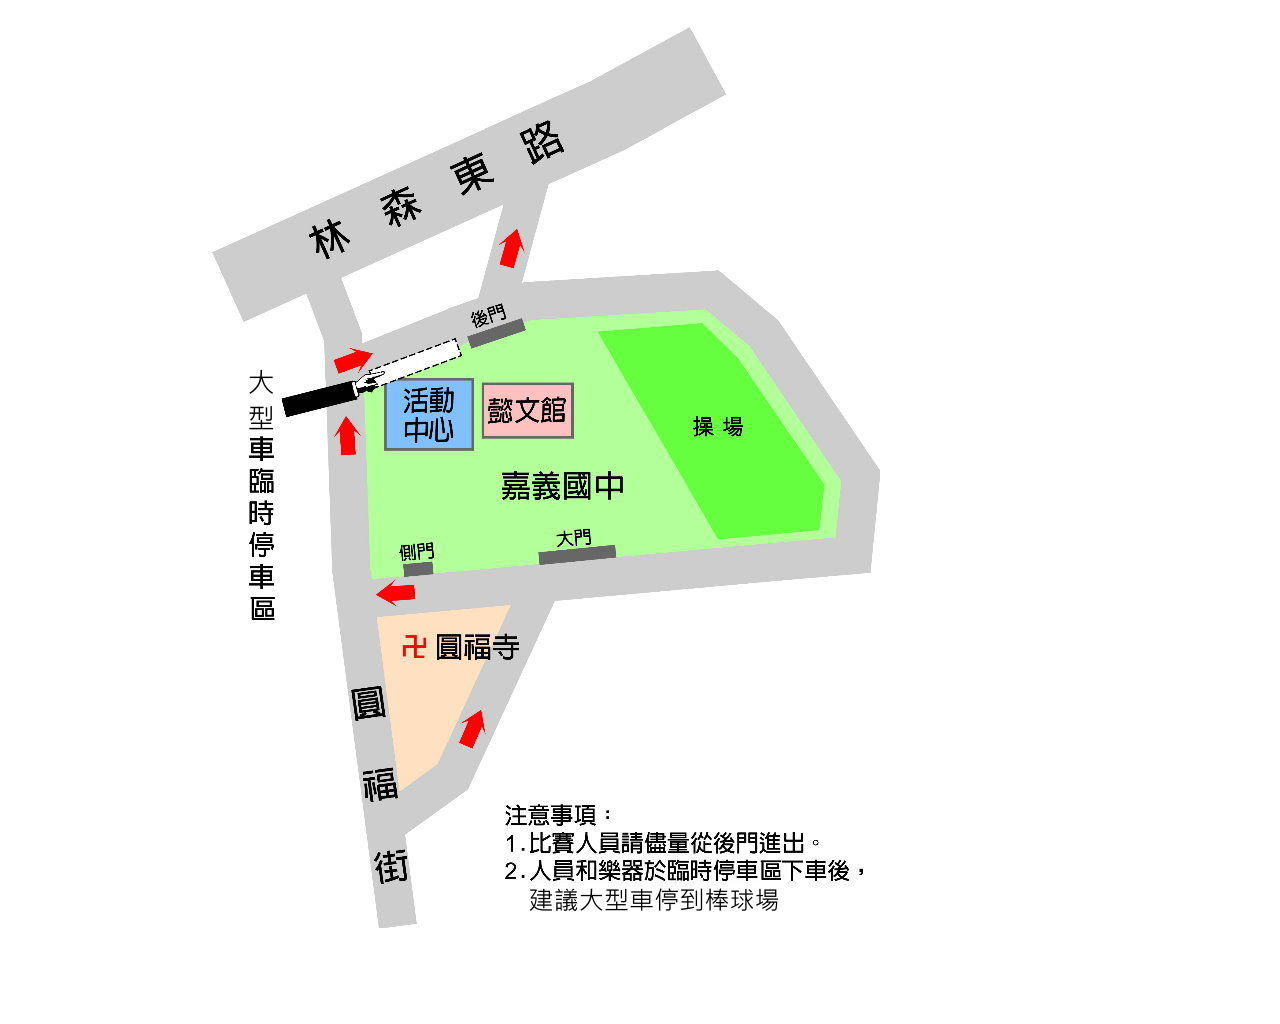 林森東路
後門
大型車臨時停車區
活動
中心
懿文館
操場
嘉義國中
側門
大門
卍 圓福寺
圓福街
注意事項：
1.比賽人員請儘量從後門進出。
2.人員和樂器於臨時停車區下車後，
建議大型車停到棒球場